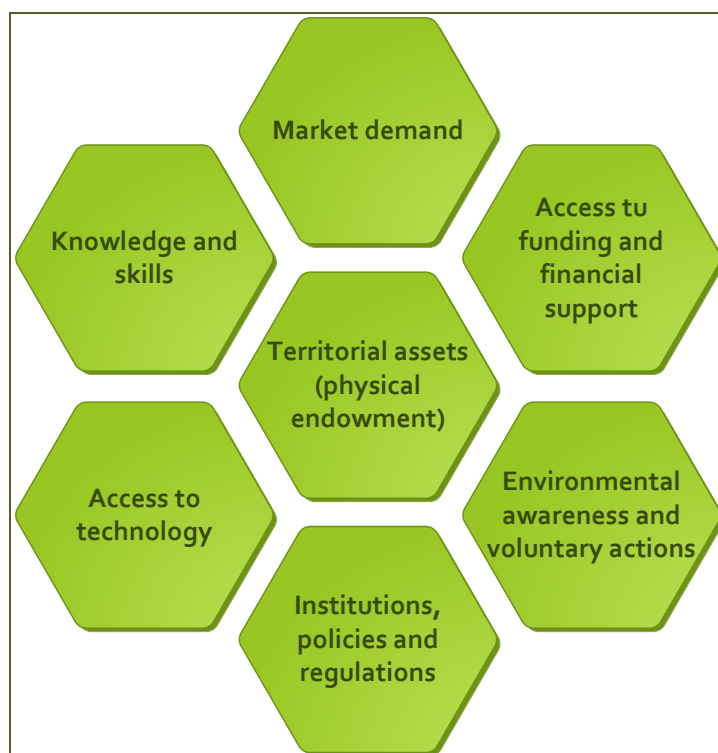 Market demand
Knowledge and
skills
Access tu
funding and
financial
support
Territorial assets
(physical
endowment)
Access to
technology
Environmental
awareness and
voluntary actions
Institutions,
policies and
regulations